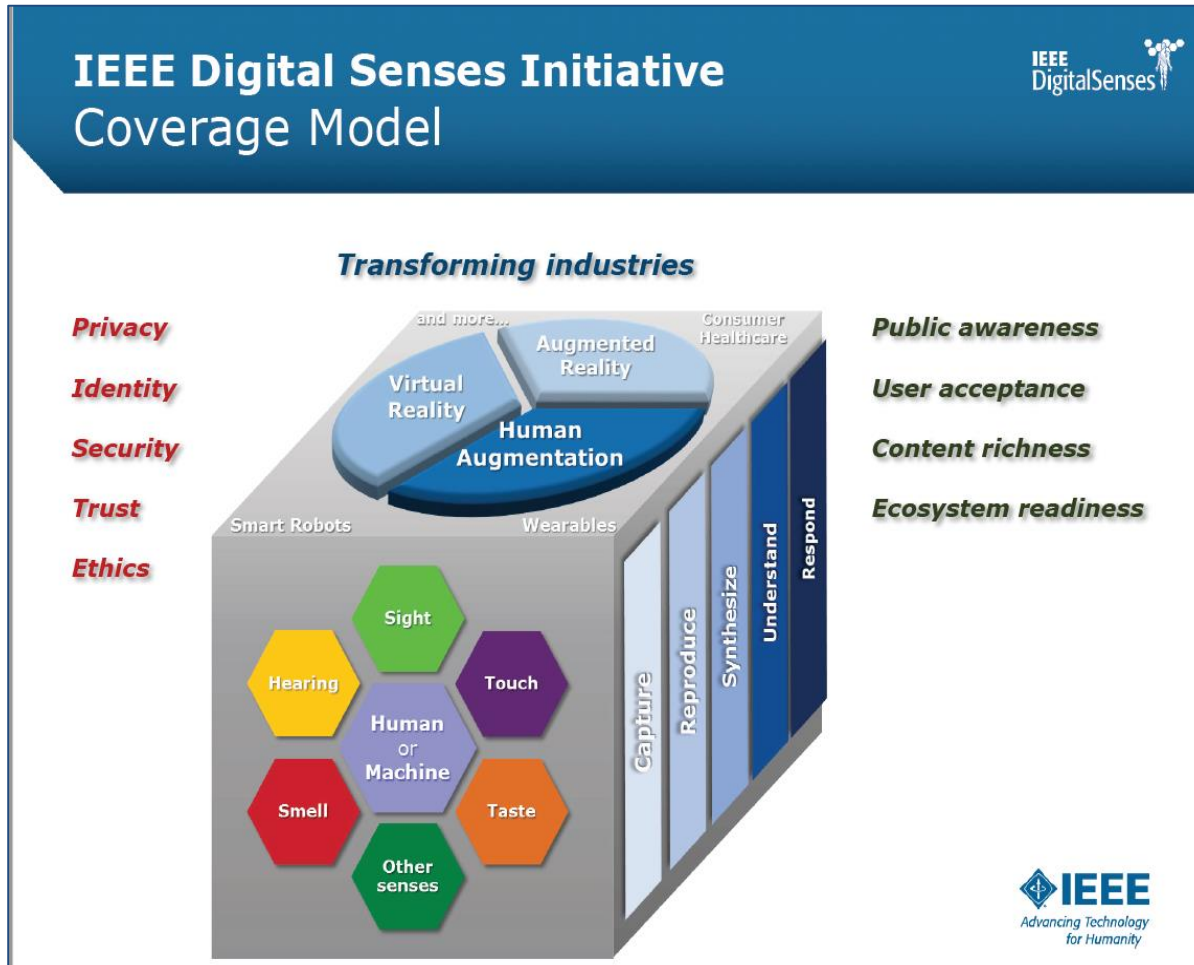 IEEE Digital Senses Initiative
Coverage Model
IEEE
DigitalSenses
Transforming industries
Privacy
Identity
Security
Trust
Ethics
and more...
Consumer
Healthcare
Augmented
Reality
Virtual
Reality
Human
Augmentation
Smart Robots
Wearables
Public awareness
User acceptance
Content richness
Ecosystem readiness
Sight
Hearing
Touch
Human
or
Machine
Smell
Taste
Other
senses
Capture
Reproduce
Synthesize
Understand
Respond
IEEE
Advancing Technology
for Humanity